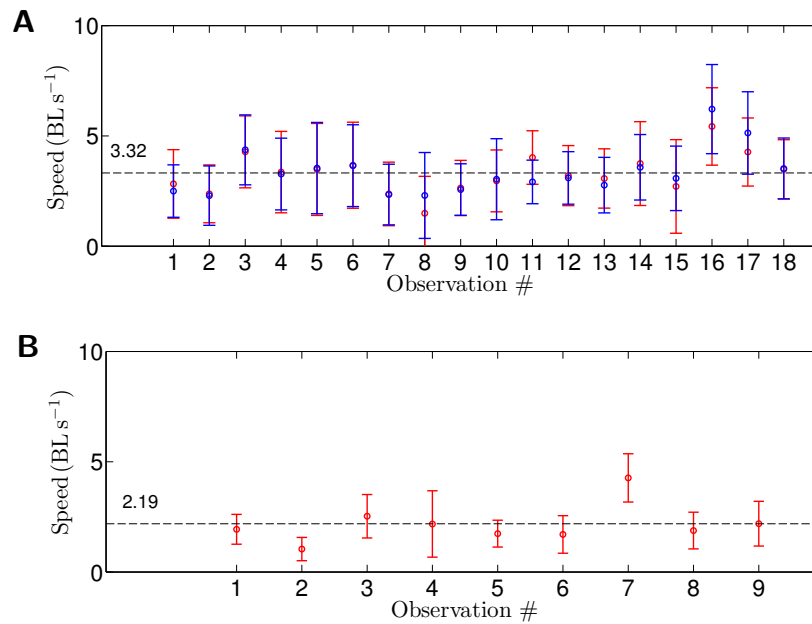 A
10
5
0
Speed (BL s⁻¹)
3.32
1 2 3 4 5 6 7 8 9 10 11 12 13 14 15 16 17 18
Observation #
B
10
5
0
Speed (BL s⁻¹)
2.19
1 2 3 4 5 6 7 8 9
Observation #